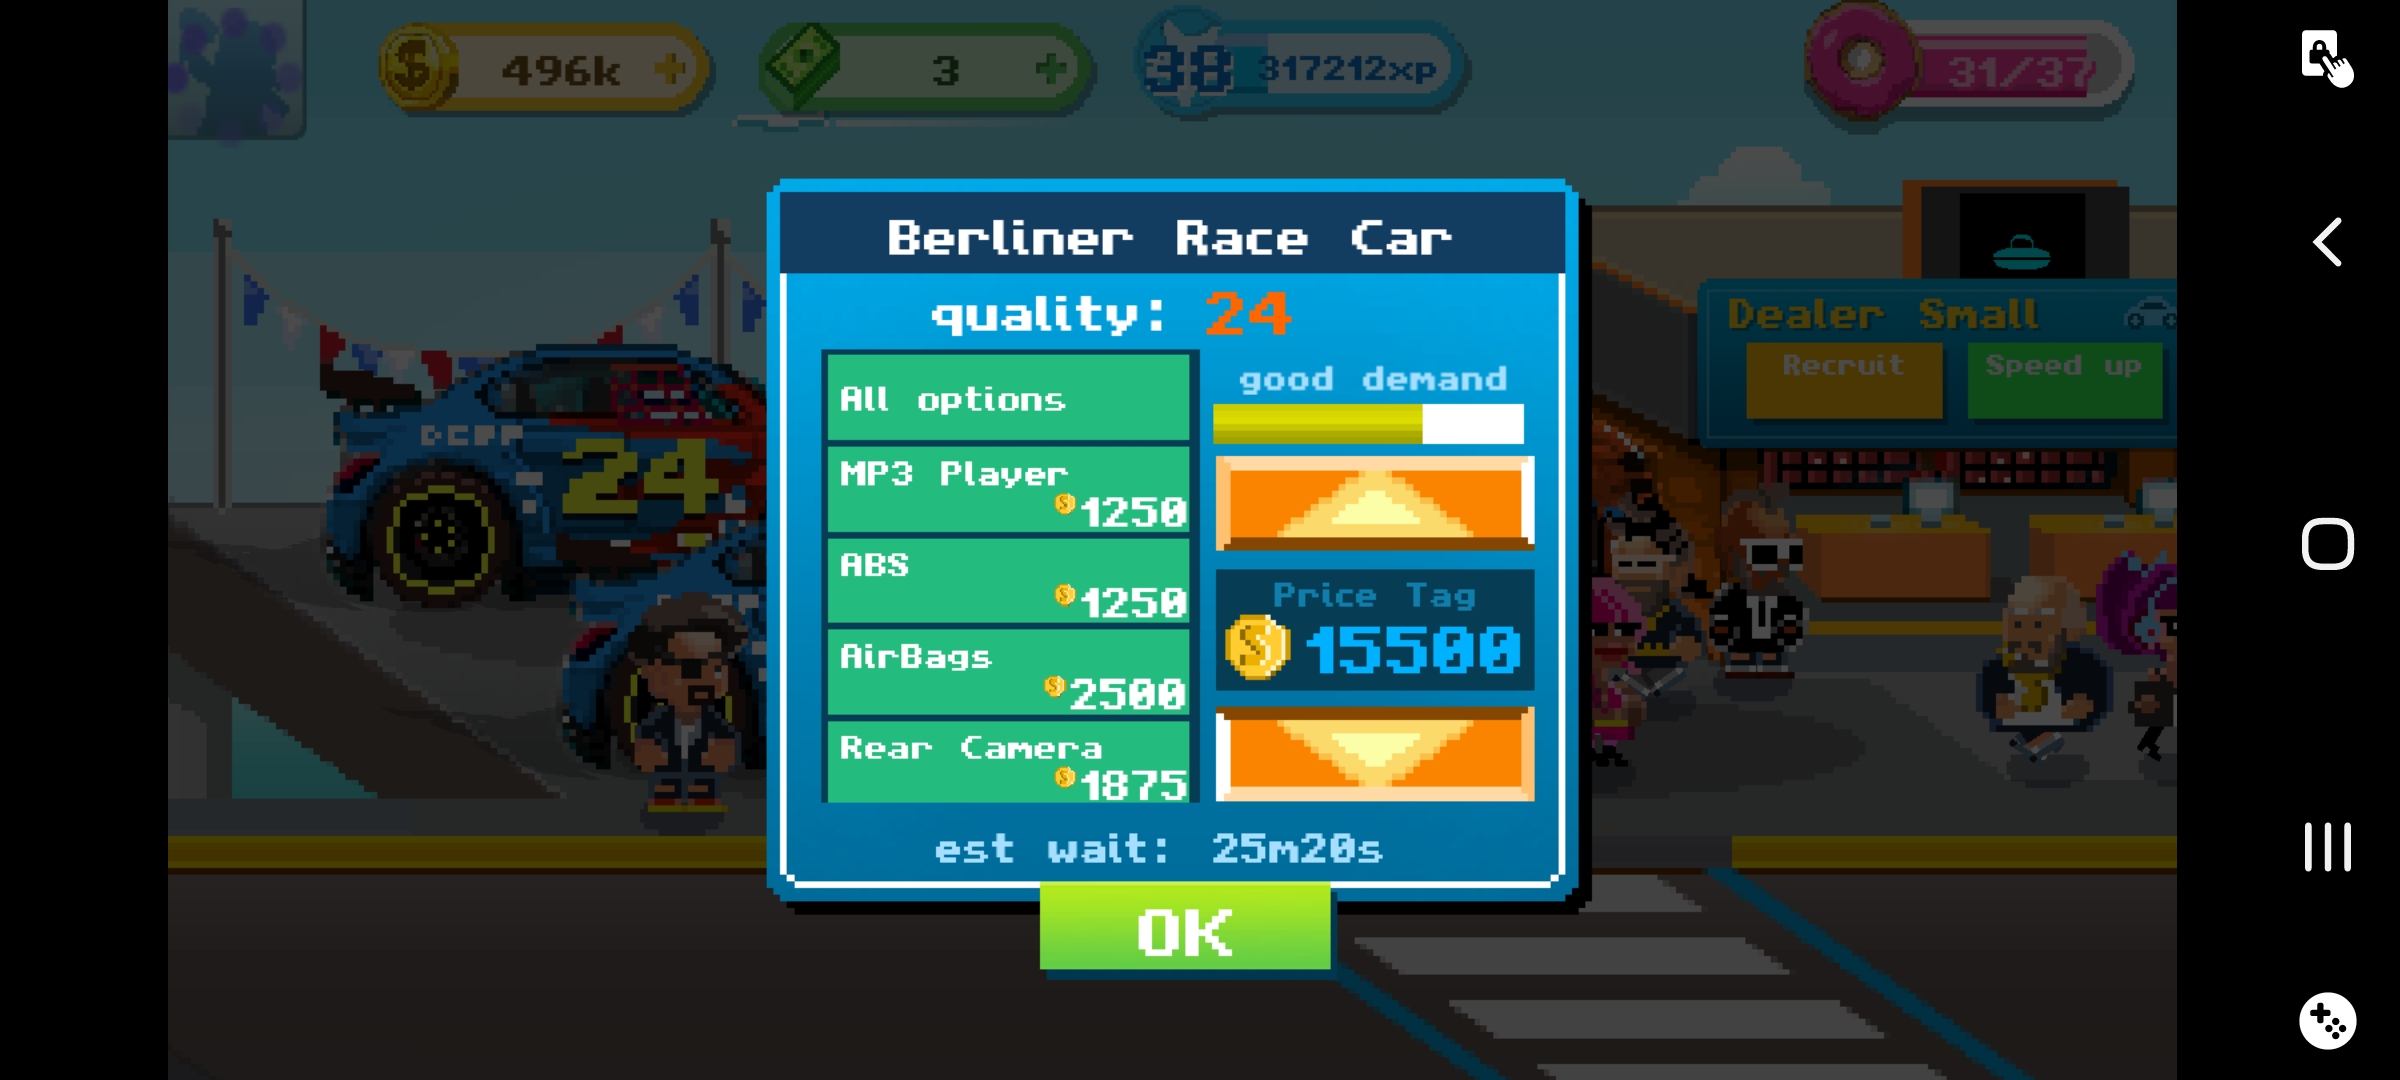 496k
3
38
317212xp
31/37
Berliner Race Car
quality: 24
All options
MP3 Player
1250
ABS
1250
AirBags
2500
Rear Camera
1875
good demand
Price Tag
15500
est wait: 25m20s
OK
Dealer Small
Recruit
Speed up
24